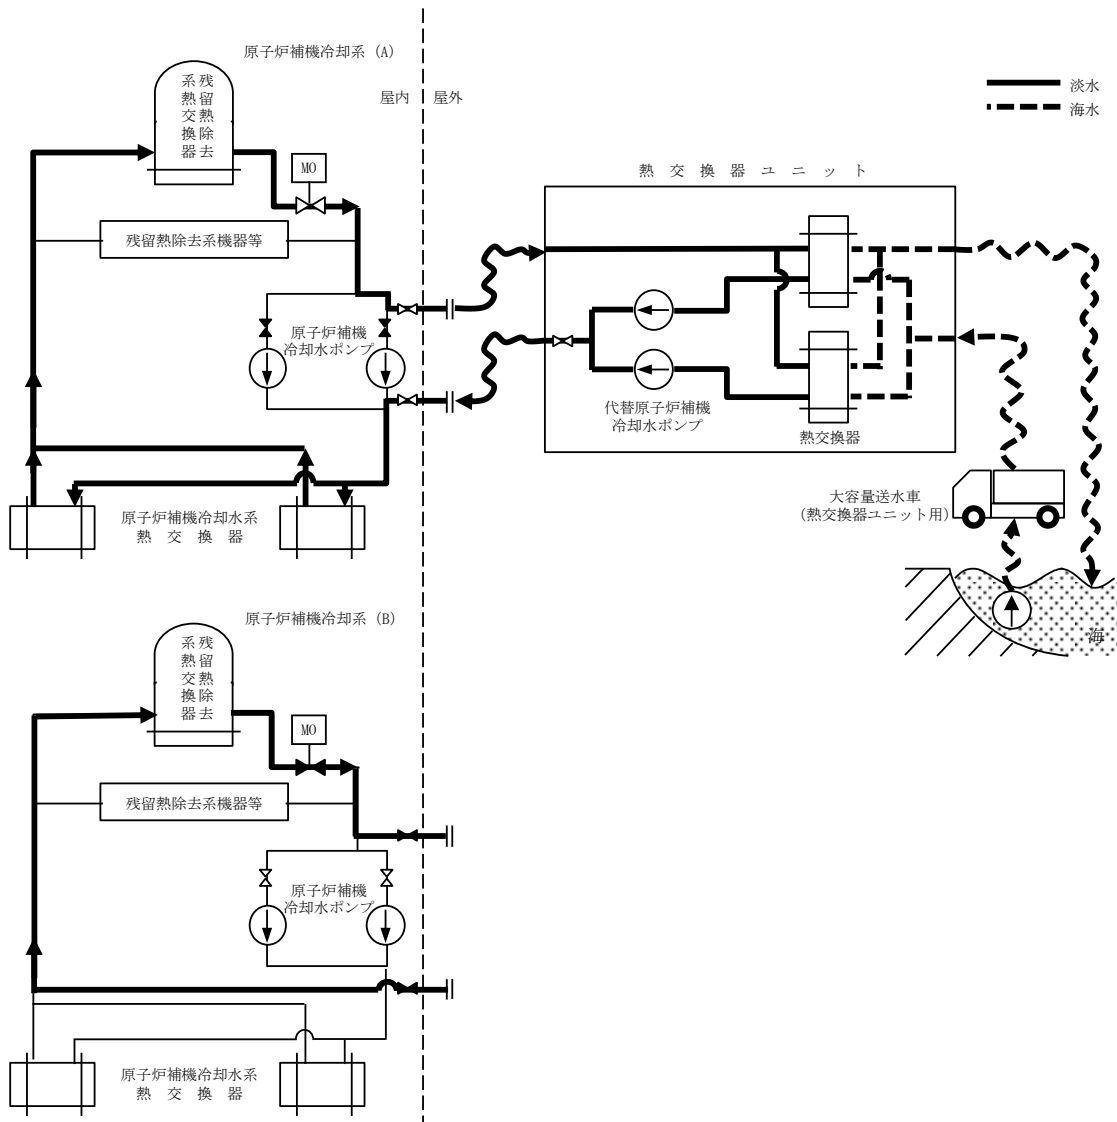 原子炉補機冷却系 (A)
残留熱除去
系熱交換器
屋内
屋外
淡水
海水
MO
熱交換器ユニット
残留熱除去系機器等
原子炉補機
冷却水ポンプ
代替原子炉補機
冷却水ポンプ
熱交換器
大容量送水車
(熱交換器ユニット用)
原子炉補機冷却水系
熱交換器
海
原子炉補機冷却系 (B)
残留熱除去
系熱交換器
MO
残留熱除去系機器等
原子炉補機
冷却水ポンプ
原子炉補機冷却水系
熱交換器